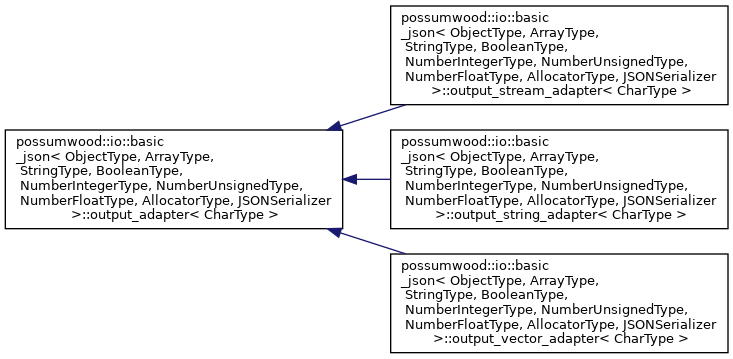 possumwood::io::basic
_json< ObjectType, ArrayType,
StringType, BooleanType,
NumberIntegerType, NumberUnsignedType,
NumberFloatType, AllocatorType, JSONSerializer
>::output_stream_adapter< CharType >
possumwood::io::basic
_json< ObjectType, ArrayType,
StringType, BooleanType,
NumberIntegerType, NumberUnsignedType,
NumberFloatType, AllocatorType, JSONSerializer
>::output_adapter< CharType >
possumwood::io::basic
_json< ObjectType, ArrayType,
StringType, BooleanType,
NumberIntegerType, NumberUnsignedType,
NumberFloatType, AllocatorType, JSONSerializer
>::output_string_adapter< CharType >
possumwood::io::basic
_json< ObjectType, ArrayType,
StringType, BooleanType,
NumberIntegerType, NumberUnsignedType,
NumberFloatType, AllocatorType, JSONSerializer
>::output_vector_adapter< CharType >